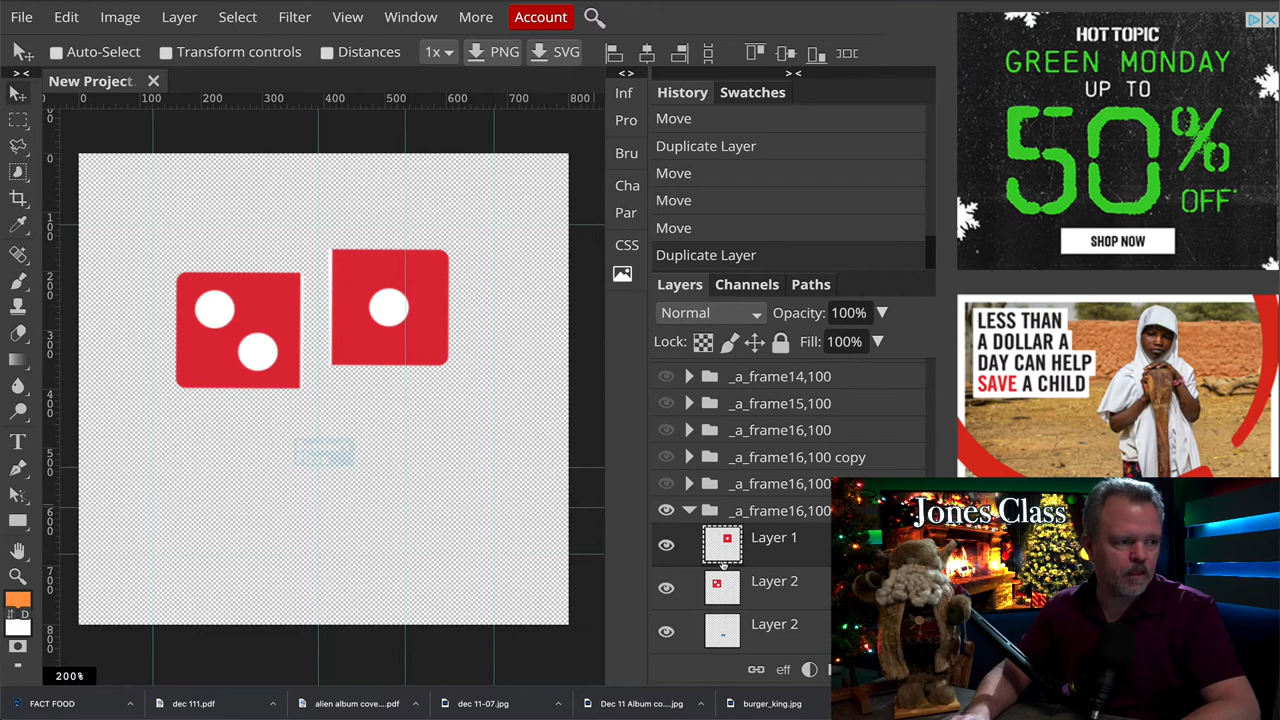 File Edit Image Layer Select Filter View Window More Account
Auto-Select Transform controls Distances 1x PNG SVG
New Project.
0 100 200 300 400 500 600 700 800
Inf
Pro
Bru
Cha
Par
CSS
History Swatches
Move
Duplicate Layer
Move
Move
Move
Duplicate Layer
Layers Channels Paths
Normal Opacity: 100%
Lock: Fill: 100%
_a_frame14,100
_a_frame15,100
_a_frame16,100
_a_frame16,100 copy
_a_frame16,100
_a_frame16,100
Layer 1
Layer 2
Layer 2
eff
200%
FACT FOOD dec 111.pdf alien album cove....pdf dec 11-07.jpg Dec 11 Album co....jpg burger_king.jpg
HOT TOPIC
GREEN MONDAY
UP TO
50%
OFF*
SHOP NOW
LESS THAN
A DOLLAR A
DAY CAN HELP
SAVE A CHILD
Jones Class